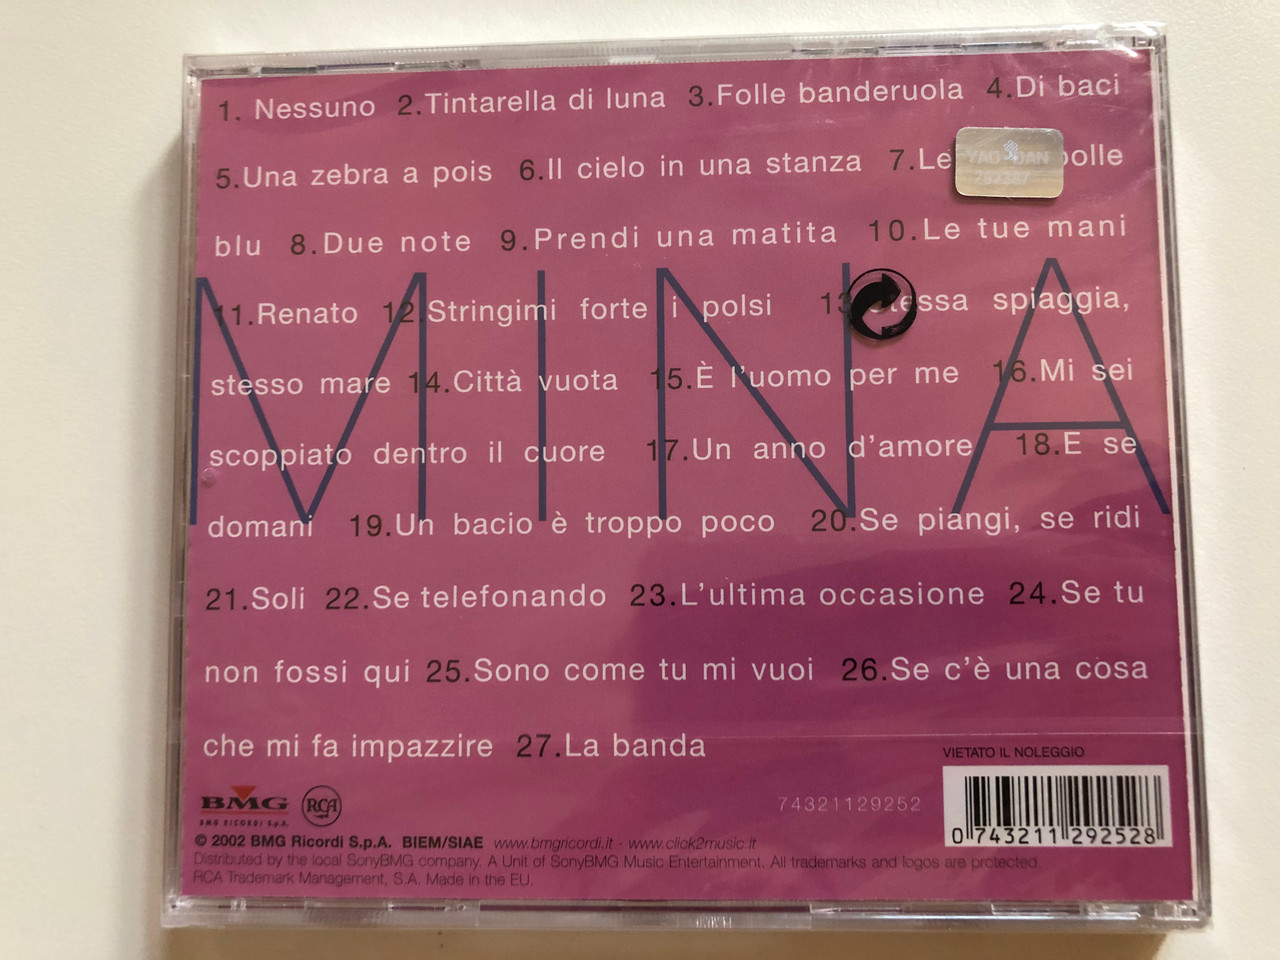 1. Nessuno 2.Tintarella di luna 3.Folle banderuola 4.Di baci
5.Una zebra a pois 6.Il cielo in una stanza 7.Le bolle
blu 8.Due note 9.Prendi una matita 10.Le tue mani
11.Renato 12.Stringimi forte i polsi 13.Stessa spiaggia,
stesso mare 14.Città vuota 15.È l'uomo per me 16.Mi sei
scoppiato dentro il cuore 17.Un anno d'amore 18.E se
domani 19.Un bacio è troppo poco 20.Se piangi, se ridi
21.Soli 22.Se telefonando 23.L'ultima occasione 24.Se tu
non fossi qui 25.Sono come tu mi vuoi 26.Se c'è una cosa
che mi fa impazzire 27.La banda
MINA
VIETATO IL NOLEGGIO
BMG
BMG RICORDI S.p.A.
RCA
74321129252
0 743211 292528
© 2002 BMG Ricordi S.p.A. BIEM/SIAE www.bmgricordi.it - www.click2music.it
Distributed by the local SonyBMG company. A Unit of SonyBMG Music Entertainment. All trademarks and logos are protected.
RCA Trademark Management, S.A. Made in the EU.